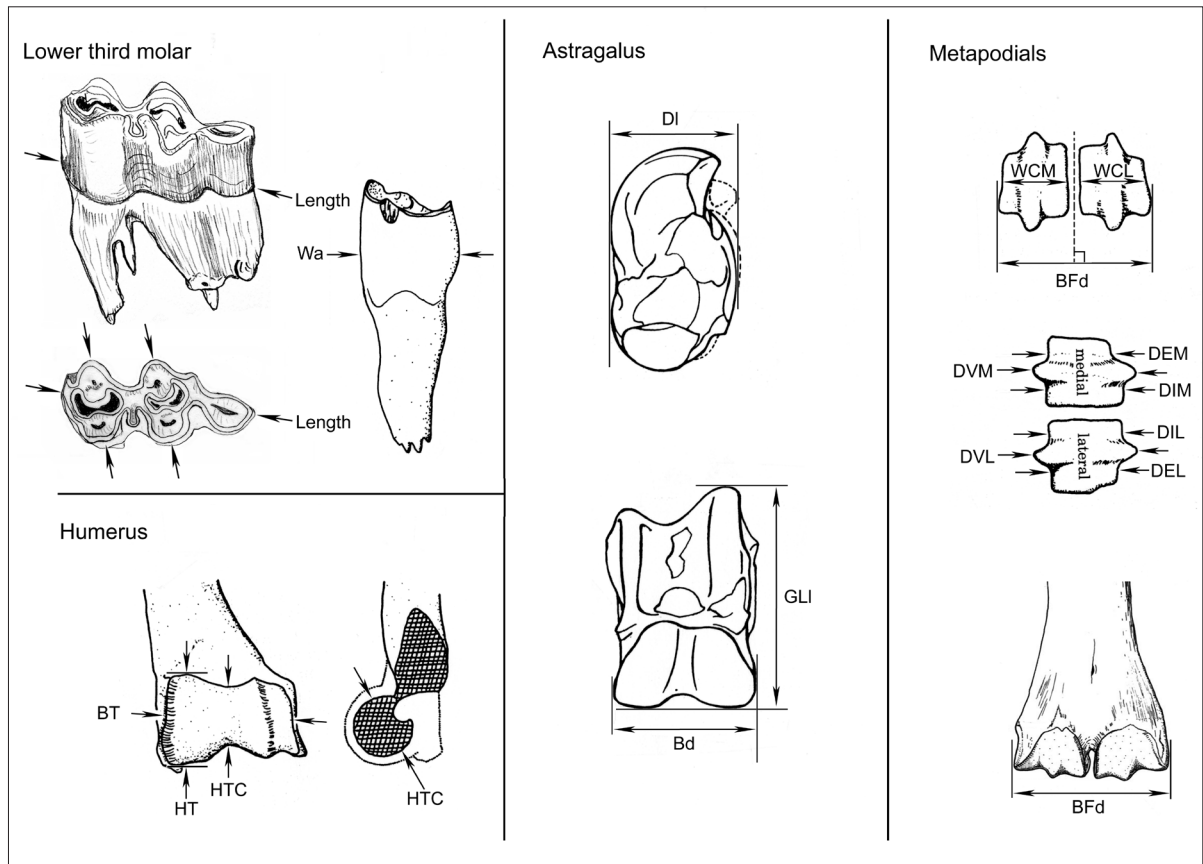 Lower third molar
Length
Wa
Length
Humerus
BT
HT
HTC
HTC
Astragalus
Dl
GLl
Bd
Metapodials
WCM
WCL
BFd
medial
DEM
DVM
DIM
lateral
DIL
DVL
DEL
BFd